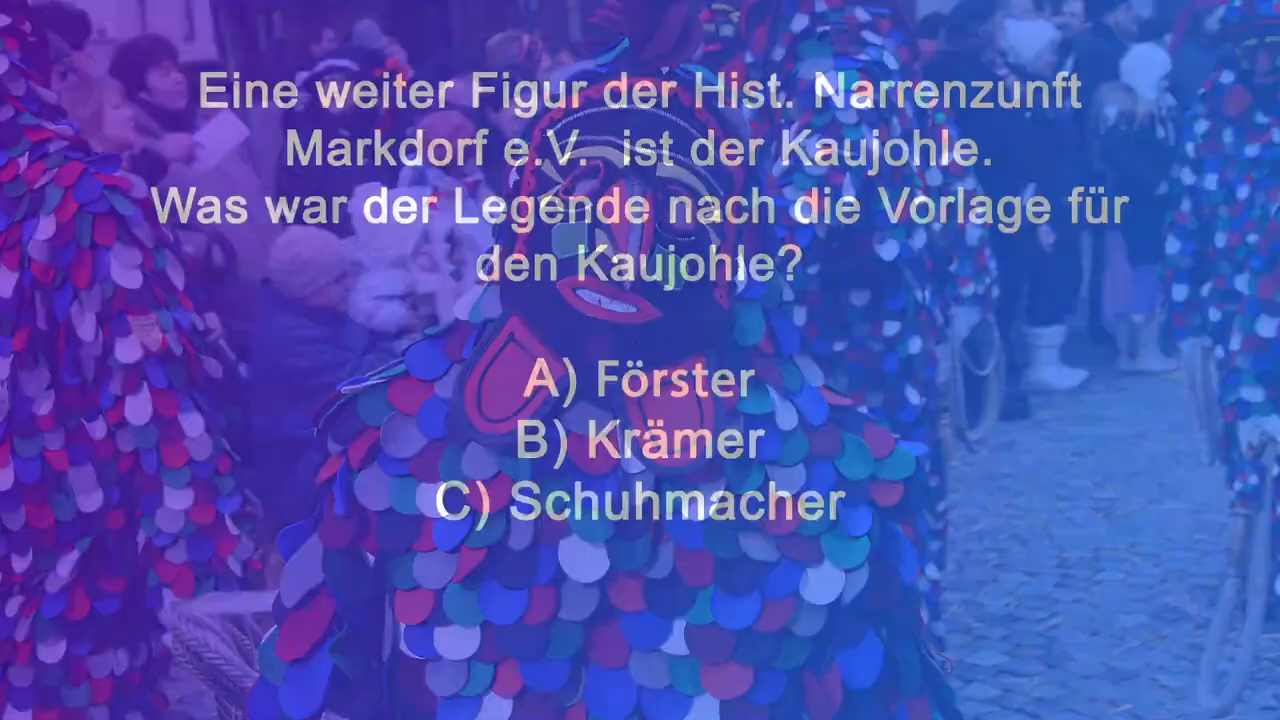 Eine weiter Figur der Hist. Narrenzunft
Markdorf e.V. ist der Kaujohle.
Was war der Legende nach die Vorlage für
den Kaujohle?
A) Förster
B) Krämer
C) Schuhmacher